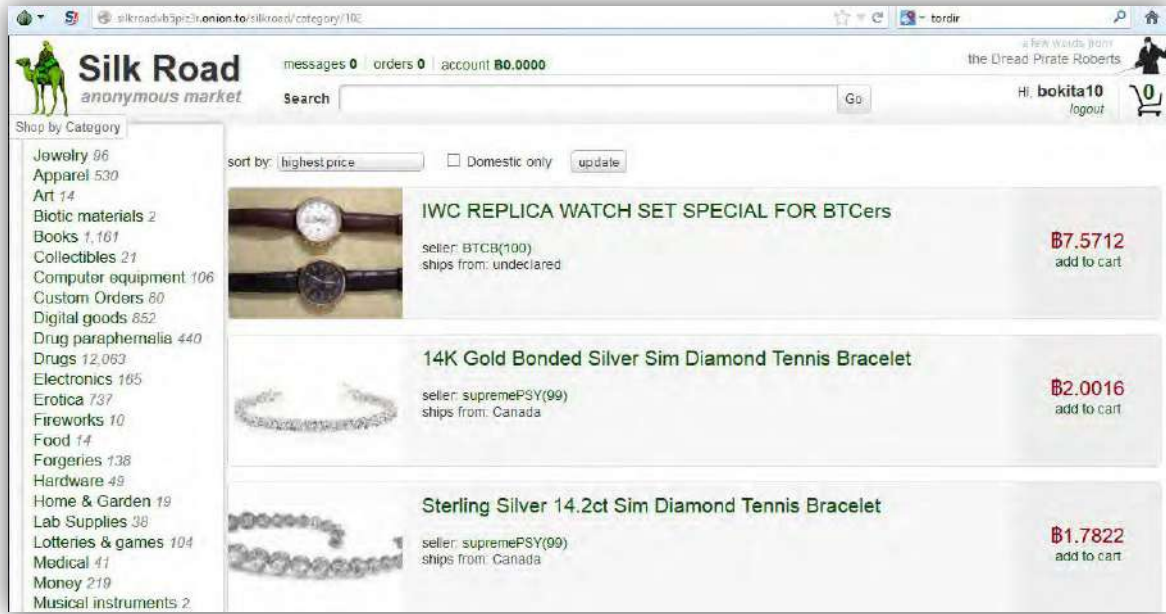 silkroadvb5piz3r.onion.to/silkroad/category/102
tordir
Silk Road
anonymous market
messages 0 orders 0 account ฿0.0000
a few words from
the Dread Pirate Roberts
Search
Go
Hi, bokita10
logout
0
Shop by Category
Jewelry 96
Apparel 530
Art 14
Biotic materials 2
Books 1,161
Collectibles 21
Computer equipment 106
Custom Orders 80
Digital goods 852
Drug paraphernalia 440
Drugs 12,063
Electronics 165
Erotica 737
Fireworks 10
Food 14
Forgeries 138
Hardware 49
Home & Garden 19
Lab Supplies 38
Lotteries & games 104
Medical 41
Money 219
Musical instruments 2
sort by: highest price Domestic only update
IWC REPLICA WATCH SET SPECIAL FOR BTCers
seller: BTCB(100)
ships from: undeclared
฿7.5712
add to cart
14K Gold Bonded Silver Sim Diamond Tennis Bracelet
seller: supremePSY(99)
ships from: Canada
฿2.0016
add to cart
Sterling Silver 14.2ct Sim Diamond Tennis Bracelet
seller: supremePSY(99)
ships from: Canada
฿1.7822
add to cart